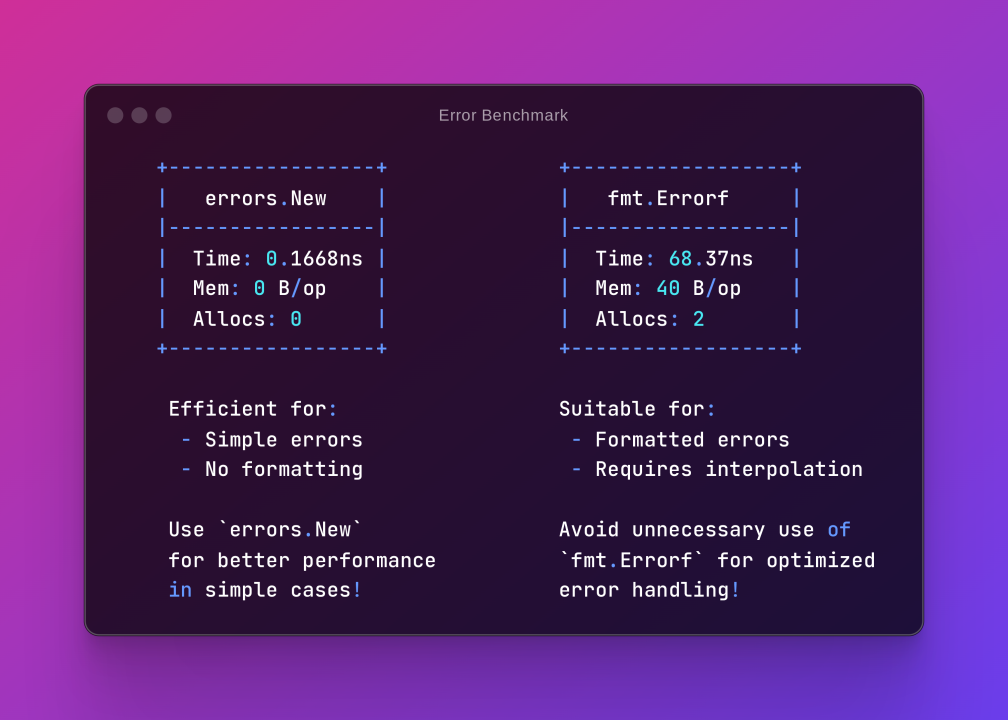 Error Benchmark
+-----------------+
|   errors.New    |
|-----------------|
|  Time: 0.1668ns |
|  Mem: 0 B/op    |
|  Allocs: 0      |
+-----------------+
Efficient for:
- Simple errors
- No formatting
Use `errors.New`
for better performance
in simple cases!
+------------------+
|   fmt.Errorf     |
|------------------|
|  Time: 68.37ns   |
|  Mem: 40 B/op    |
|  Allocs: 2       |
+------------------+
Suitable for:
- Formatted errors
- Requires interpolation
Avoid unnecessary use of
`fmt.Errorf` for optimized
error handling!